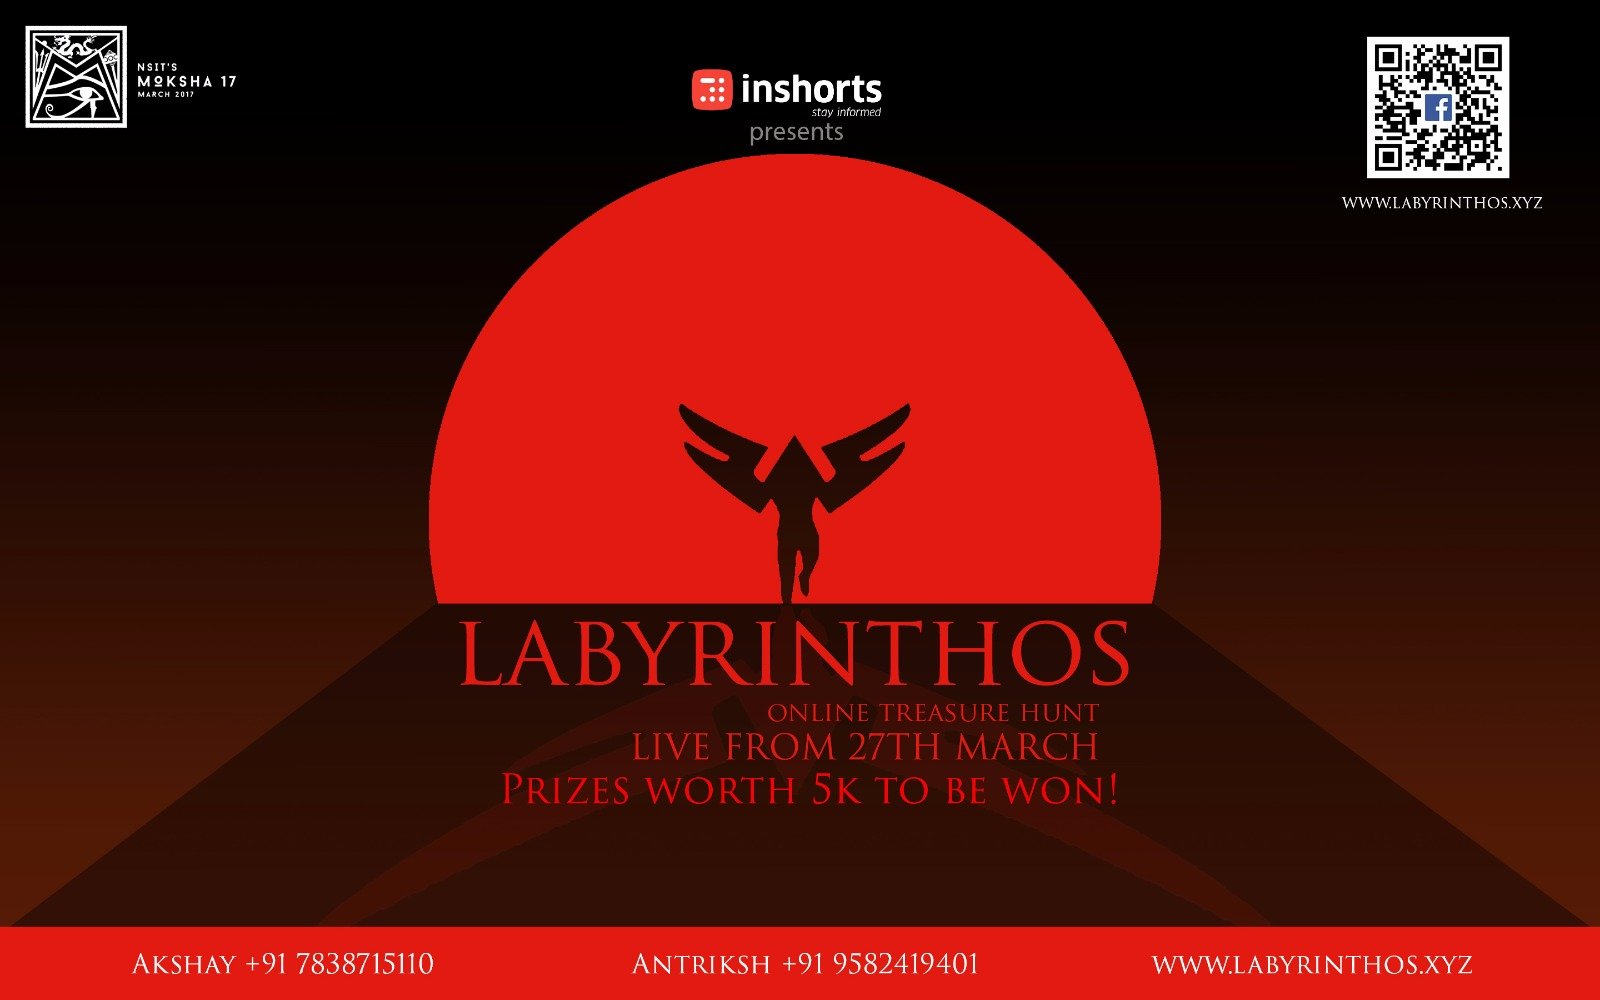 NSIT'S
MOKSHA 17
MARCH 2017
inshorts
stay informed
presents
WWW.LABYRINTHOS.XYZ
LABYRINTHOS
ONLINE TREASURE HUNT
LIVE FROM 27TH MARCH
PRIZES WORTH 5K TO BE WON!
AKSHAY +91 7838715110
ANTRIKSH +91 9582419401
WWW.LABYRINTHOS.XYZ